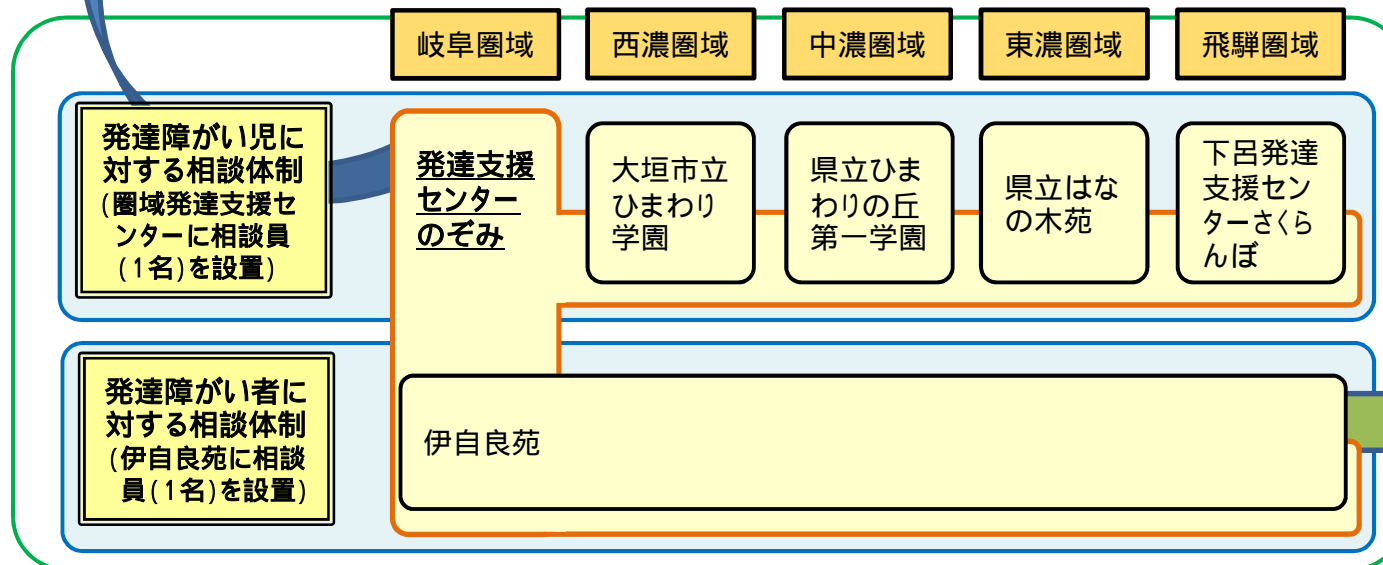 岐阜圏域
西濃圏域
中濃圏域
東濃圏域
飛騨圏域
発達障がい児に
対する相談体制
(圏域発達支援セ
ンターに相談員
(1名)を設置)
発達支援
センター
のぞみ
大垣市立
ひまわり
学園
県立ひま
わりの丘
第一学園
県立はな
の木苑
下呂発達
支援セン
ターさくら
んぼ
発達障がい者に
対する相談体制
(伊自良苑に相談
員(1名)を設置)
伊自良苑